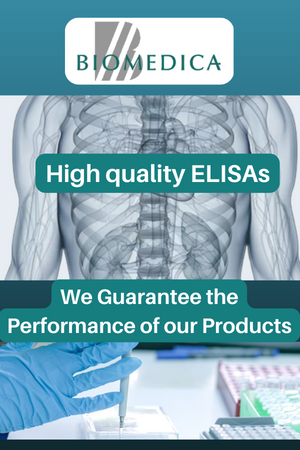 BIOMEDICA
High quality ELISAs
We Guarantee the
Performance of our Products